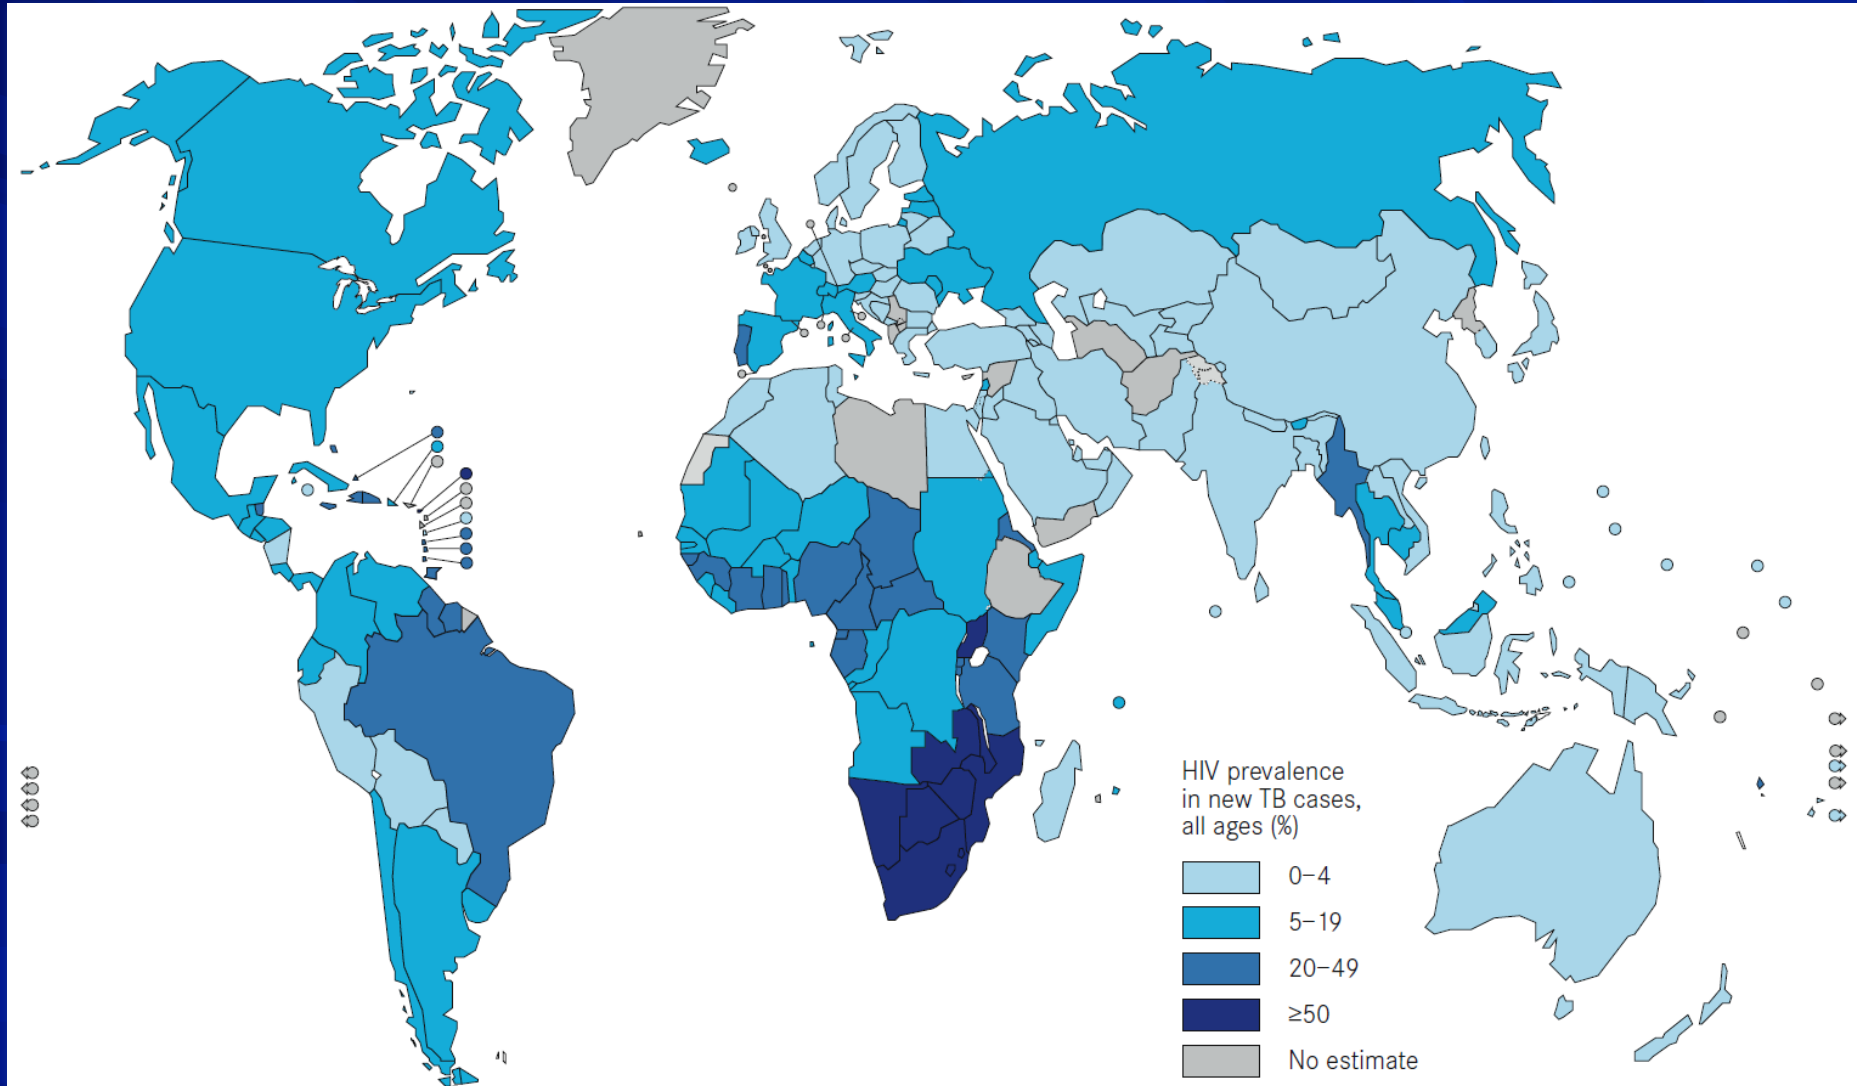 HIV prevalence
in new TB cases,
all ages (%)
0–4
5–19
20–49
≥50
No estimate